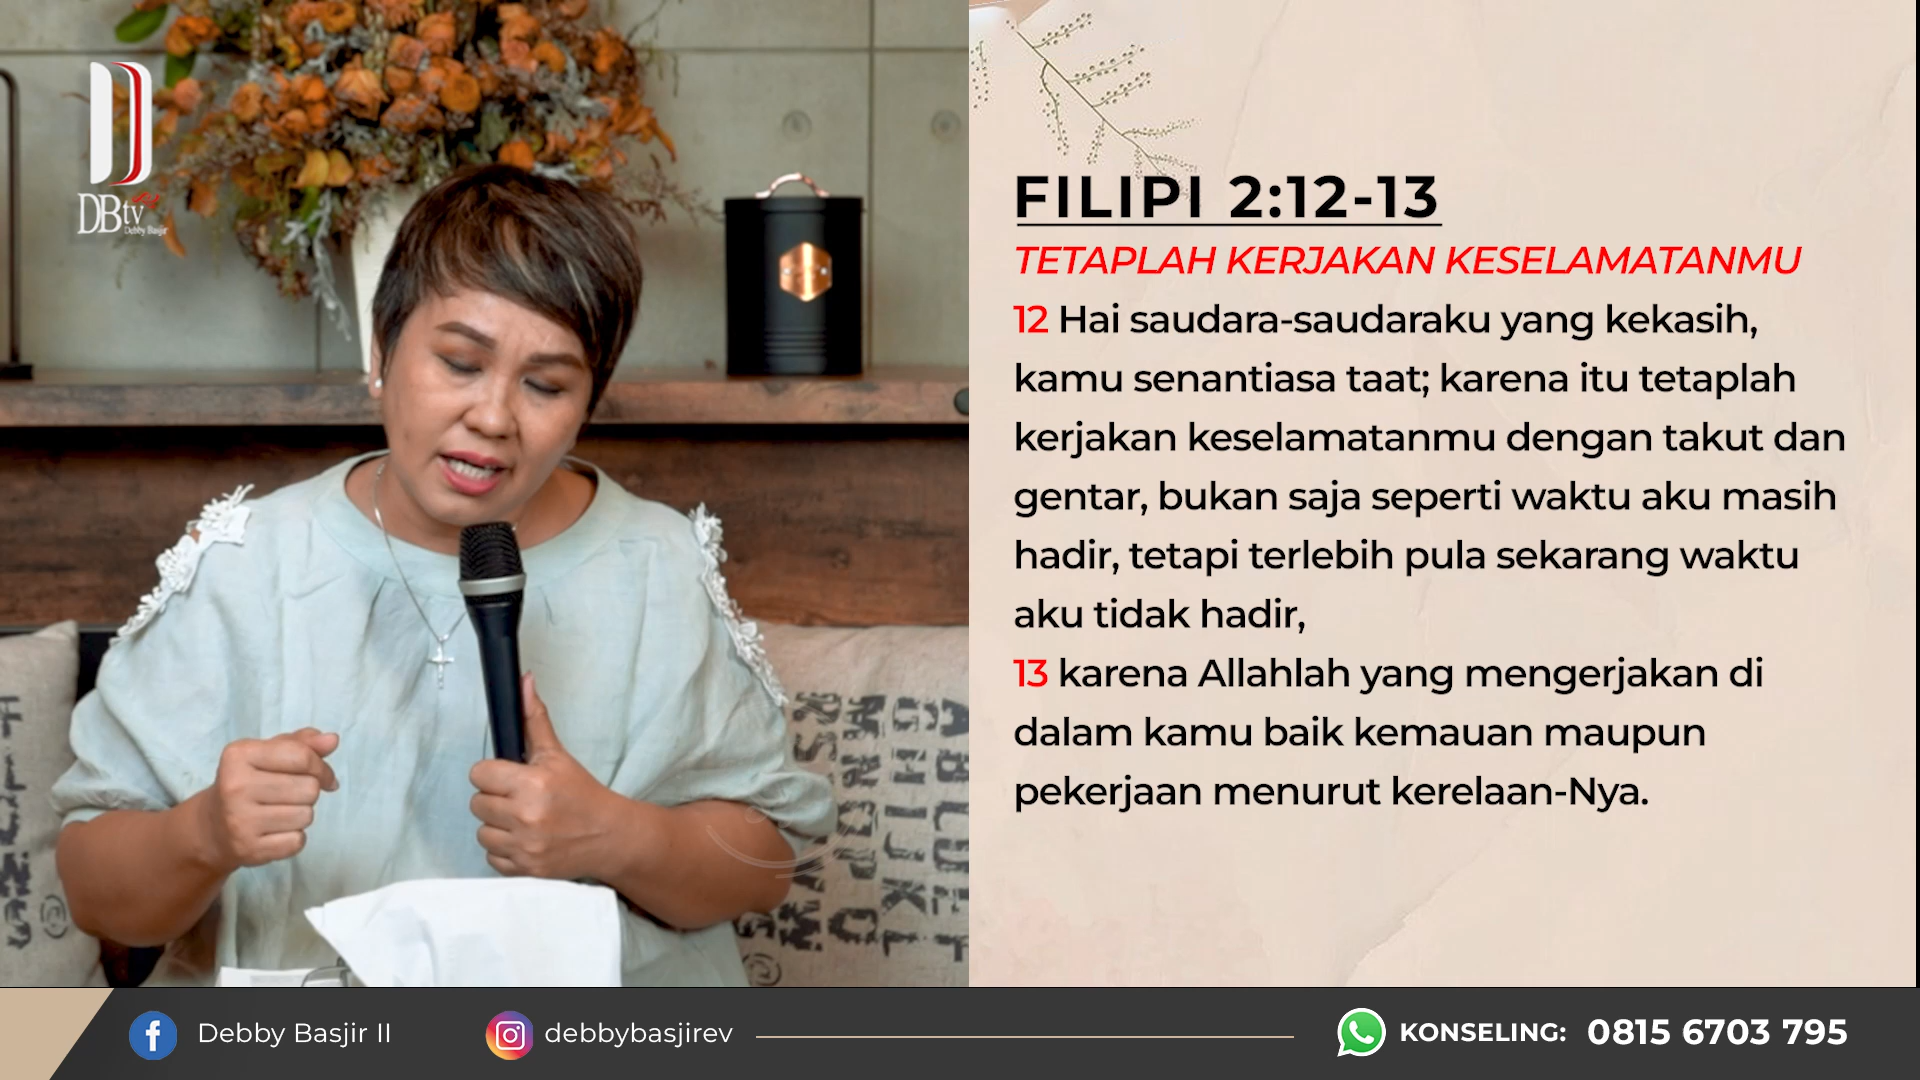 DBtv
Debby Basjir
FILIPI 2:12-13
TETAPLAH KERJAKAN KESELAMATANMU
12 Hai saudara-saudaraku yang kekasih,
kamu senantiasa taat; karena itu tetaplah
kerjakan keselamatanmu dengan takut dan
gentar, bukan saja seperti waktu aku masih
hadir, tetapi terlebih pula sekarang waktu
aku tidak hadir,
13 karena Allahlah yang mengerjakan di
dalam kamu baik kemauan maupun
pekerjaan menurut kerelaan-Nya.
Debby Basjir II
debbybasjirev
KONSELING: 0815 6703 795